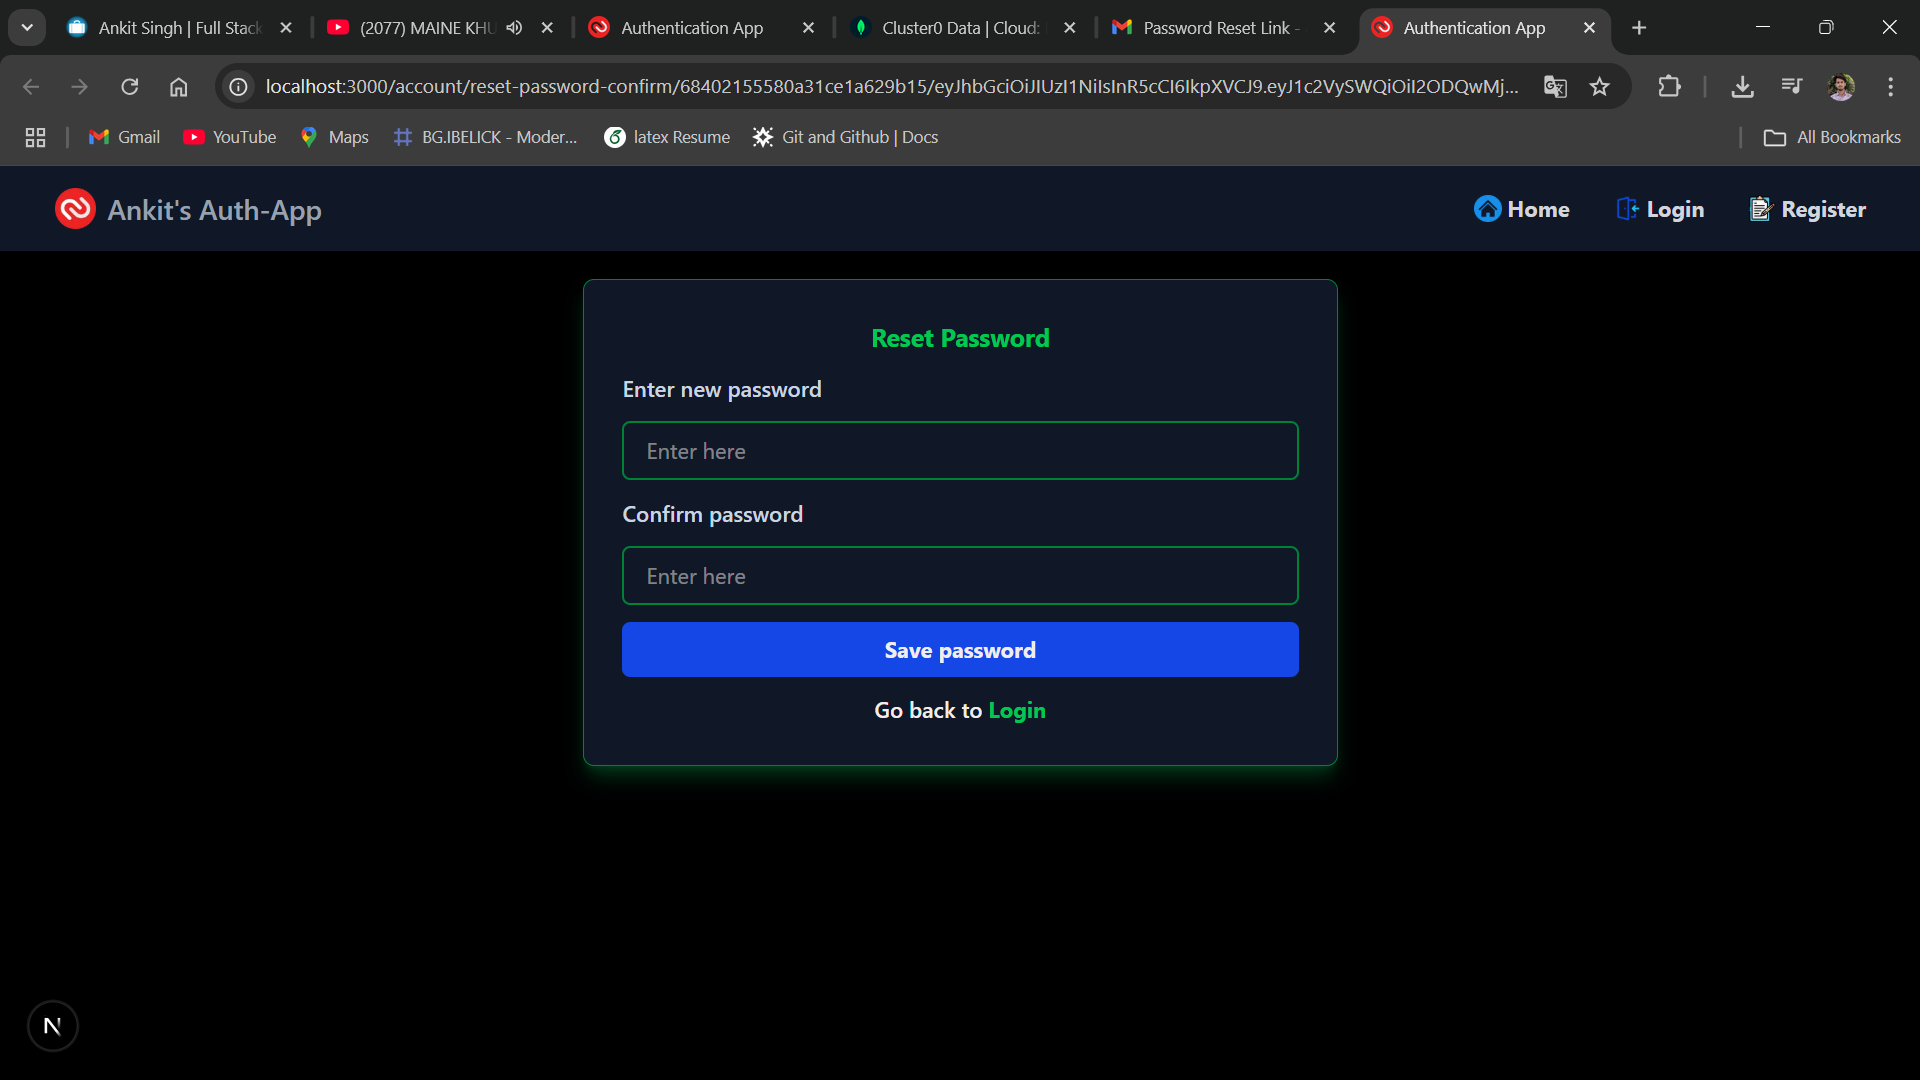 Ankit Singh | Full Stack
(2077) MAINE KHU
Authentication App
Cluster0 Data | Cloud:
Password Reset Link -
Authentication App
localhost:3000/account/reset-password-confirm/68402155580a31ce1a629b15/eyJhbGciOiJIUzI1NiIsInR5cCI6IkpXVCJ9.eyJ1c2VySWQiOiI2ODQwMj...
Gmail
YouTube
Maps
BG.IBELICK - Moder...
latex Resume
Git and Github | Docs
All Bookmarks
Ankit's Auth-App
Home
Login
Register
Reset Password
Enter new password
Enter here
Confirm password
Enter here
Save password
Go back to Login
N